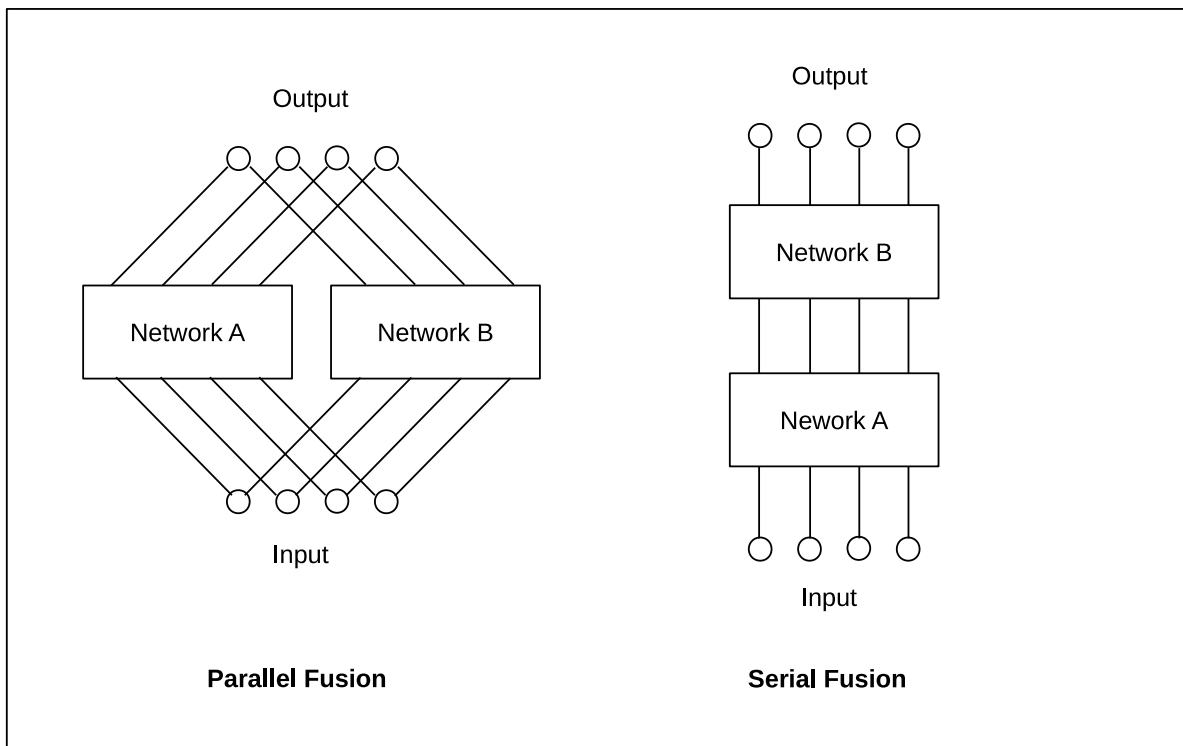 Output
Network A
Network B
Input
Parallel Fusion
Output
Network B
Nework A
Input
Serial Fusion